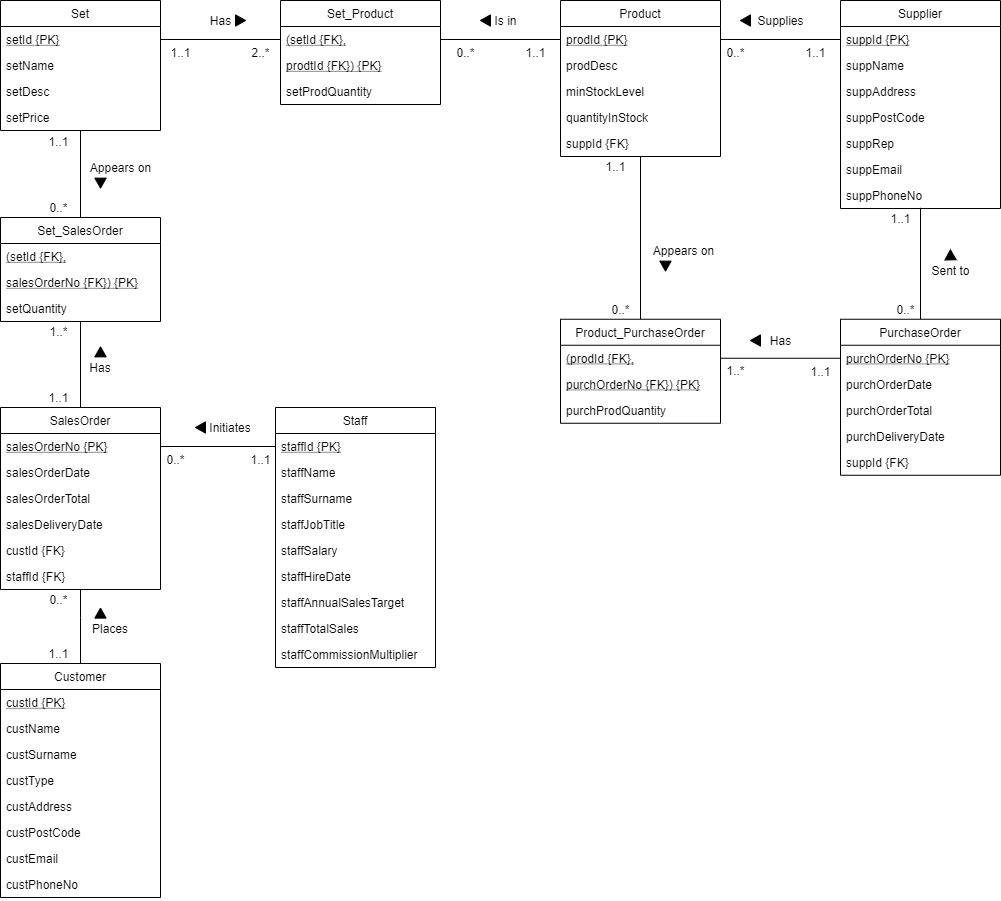 Set
setId {PK}
setName
setDesc
setPrice
Has
1..1
2..*
Set_Product
(setId {FK},
prodtId {FK}) {PK}
setProdQuantity
Is in
0..*
1..1
Product
prodId {PK}
prodDesc
minStockLevel
quantityInStock
suppId {FK}
Supplies
0..*
1..1
Supplier
suppId {PK}
suppName
suppAddress
suppPostCode
suppRep
suppEmail
suppPhoneNo
1..1
Appears on
0..*
1..1
Appears on
0..*
1..1
Sent to
0..*
Set_SalesOrder
(setId {FK},
salesOrderNo {FK}) {PK}
setQuantity
1..*
Has
1..1
Product_PurchaseOrder
(prodId {FK},
purchOrderNo {FK}) {PK}
purchProdQuantity
Has
1..*
1..1
PurchaseOrder
purchOrderNo {PK}
purchOrderDate
purchOrderTotal
purchDeliveryDate
suppId {FK}
SalesOrder
salesOrderNo {PK}
salesOrderDate
salesOrderTotal
salesDeliveryDate
custId {FK}
staffId {FK}
Initiates
0..*
1..1
Staff
staffId {PK}
staffName
staffSurname
staffJobTitle
staffSalary
staffHireDate
staffAnnualSalesTarget
staffTotalSales
staffCommissionMultiplier
0..*
Places
1..1
Customer
custId {PK}
custName
custSurname
custType
custAddress
custPostCode
custEmail
custPhoneNo